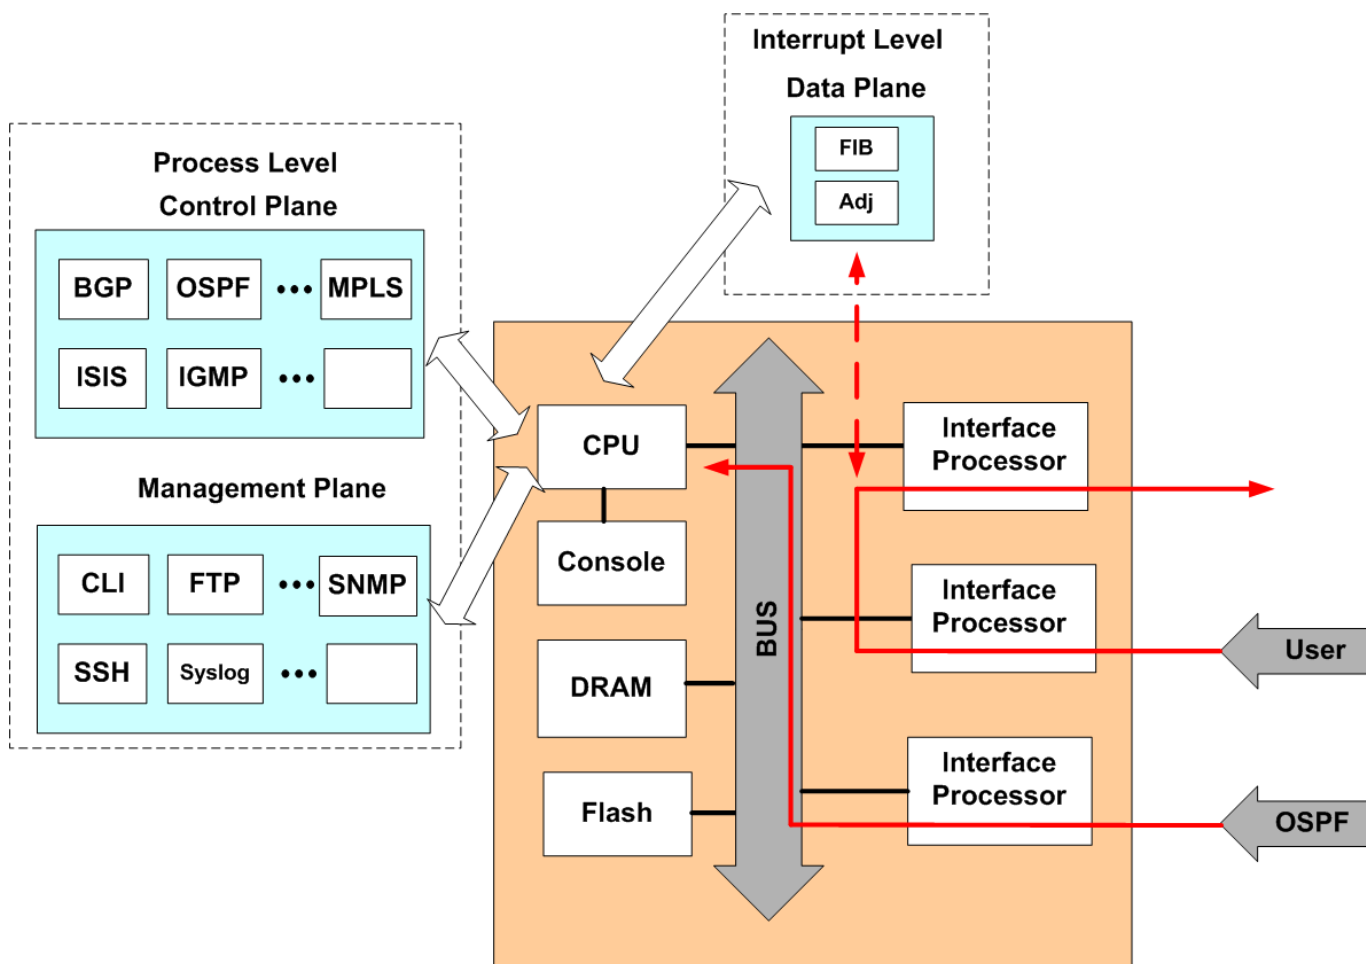 Interrupt Level
Data Plane
FIB
Adj
Process Level
Control Plane
BGP OSPF ••• MPLS
ISIS IGMP •••
Management Plane
CLI FTP ••• SNMP
SSH Syslog •••
CPU
Console
DRAM
Flash
BUS
Interface
Processor
Interface
Processor
Interface
Processor
User
OSPF